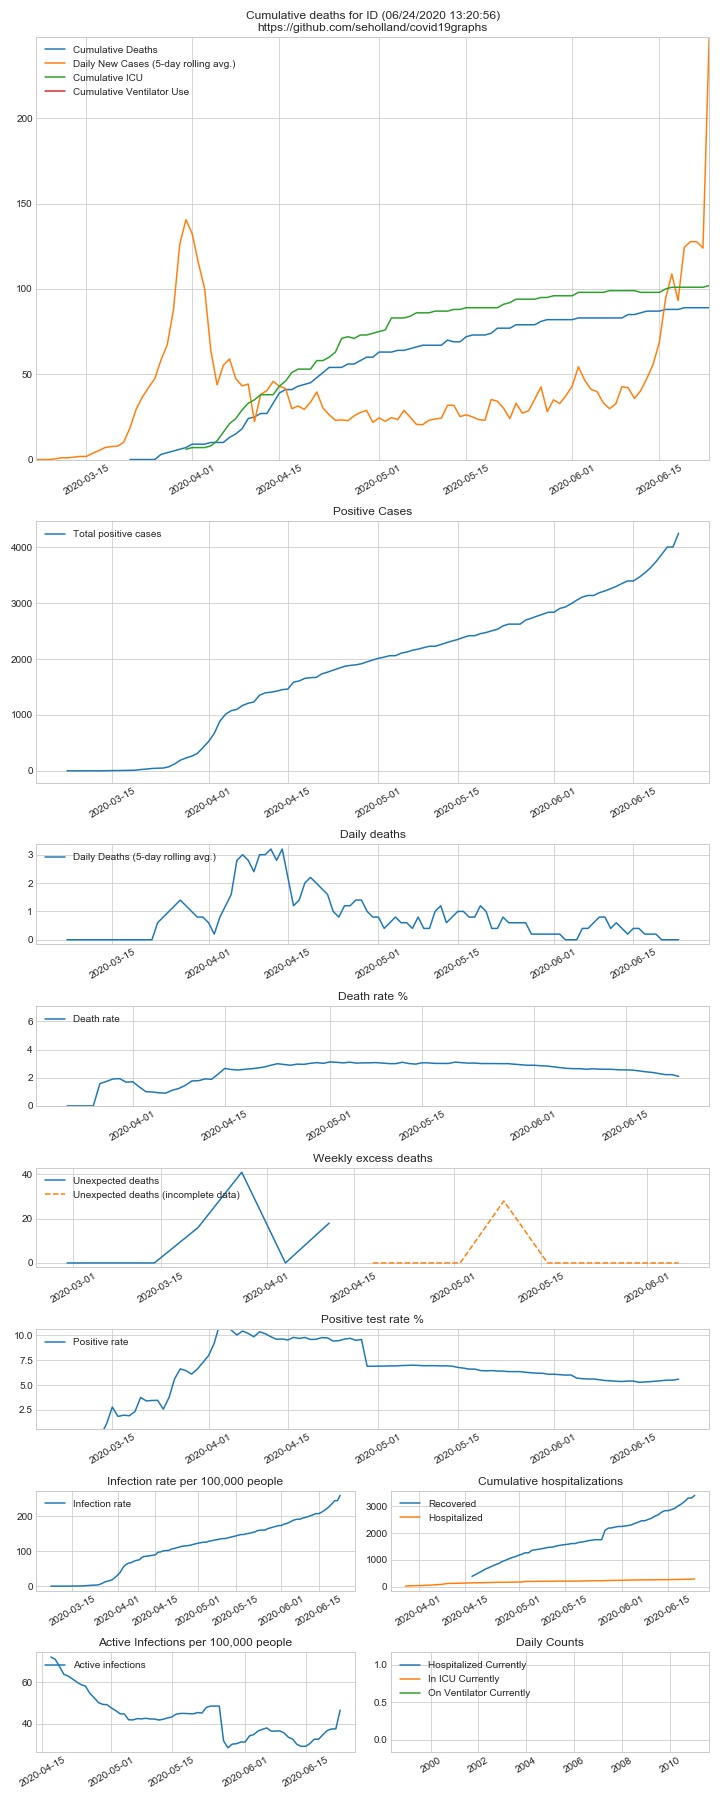 Cumulative deaths for ID (06/24/2020 13:20:56)
https://github.com/seholland/covid19graphs
Cumulative Deaths
Daily New Cases (5-day rolling avg.)
Cumulative ICU
Cumulative Ventilator Use
200
150
100
50
0
2020-03-15 2020-04-01 2020-04-15 2020-05-01 2020-05-15 2020-06-01 2020-06-15
Positive Cases
Total positive cases
4000
3000
2000
1000
0
2020-03-15 2020-04-01 2020-04-15 2020-05-01 2020-05-15 2020-06-01 2020-06-15
Daily deaths
Daily Deaths (5-day rolling avg.)
3
2
1
0
2020-03-15 2020-04-01 2020-04-15 2020-05-01 2020-05-15 2020-06-01 2020-06-15
Death rate %
Death rate
6
4
2
0
2020-04-01 2020-04-15 2020-05-01 2020-05-15 2020-06-01 2020-06-15
Weekly excess deaths
Unexpected deaths
Unexpected deaths (incomplete data)
40
20
0
2020-03-01 2020-03-15 2020-04-01 2020-04-15 2020-05-01 2020-05-15 2020-06-01
Positive test rate %
Positive rate
10.0
7.5
5.0
2.5
2020-03-15 2020-04-01 2020-04-15 2020-05-01 2020-05-15 2020-06-01 2020-06-15
Infection rate per 100,000 people
Infection rate
200
100
0
2020-03-15 2020-04-01 2020-04-15 2020-05-01 2020-05-15 2020-06-01 2020-06-15
Cumulative hospitalizations
Recovered
Hospitalized
3000
2000
1000
0
2020-04-01 2020-04-15 2020-05-01 2020-05-15 2020-06-01 2020-06-15
Active Infections per 100,000 people
Active infections
60
40
2020-04-15 2020-05-01 2020-05-15 2020-06-01 2020-06-15
Daily Counts
Hospitalized Currently
In ICU Currently
On Ventilator Currently
1.0
0.5
0.0
2000 2002 2004 2006 2008 2010